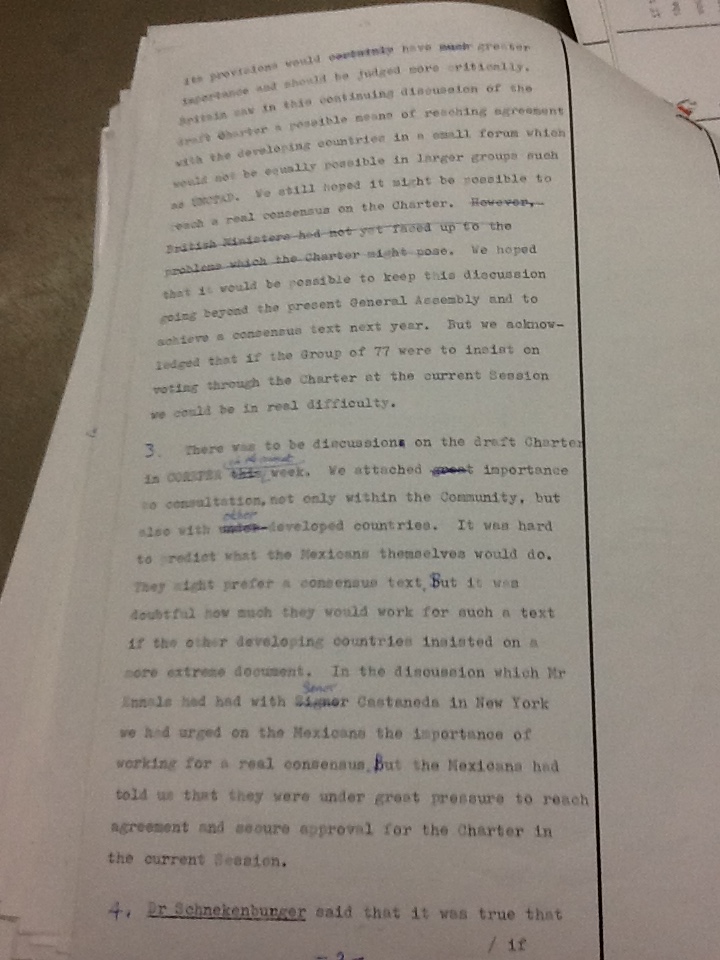 its provisions would certainly have much greater
importance and should be judged more critically.
Britain saw in this continuing discussion of the
draft Charter a possible means of reaching agreement
with the developing countries in a small forum which
would not be equally possible in larger groups such
as UNCTAD. We still hoped it might be possible to
reach a real consensus on the Charter. However,
British Ministers had not yet faced up to the
problems which the Charter might pose. We hoped
that it would be possible to keep this discussion
going beyond the present General Assembly and to
achieve a consensus text next year. But we acknow-
ledged that if the Group of 77 were to insist on
voting through the Charter at the current Session
we could be in real difficulty.
3. There was to be discussions on the draft Charter
in COREPER this week. We attached great importance
to consultation, not only within the Community, but
other
also with under-developed countries. It was hard
to predict what the Mexicans themselves would do.
They might prefer a consensus text, But it was
doubtful how much they would work for such a text
if the other developing countries insisted on a
more extreme document. In the discussion which Mr
Senor
Ennals had had with Signor Castaneda in New York
we had urged on the Mexicans the importance of
working for a real consensus, But the Mexicans had
told us that they were under great pressure to reach
agreement and secure approval for the Charter in
the current Session.
4. Dr Schnekenburger said that it was true that
/ if
- 2 -